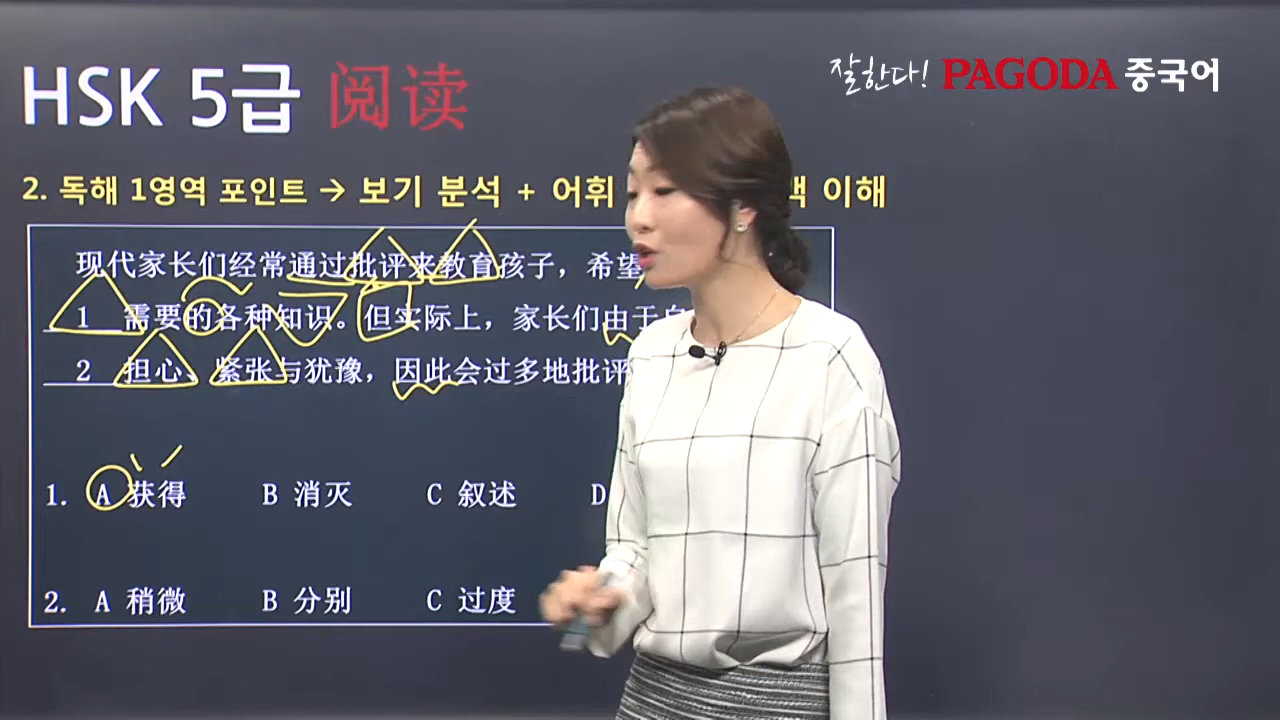 HSK 5급 阅读
잘한다! PAGODA 중국어
2. 독해 1영역 포인트 → 보기 분석 + 어휘 이해
现代家长们经常通过批评来教育孩子，希望
1 需要的各种知识。但实际上，家长们由于
2 担心、紧张与犹豫，因此会过多地批评
1. A 获得 B 消灭 C 叙述 D
2. A 稍微 B 分别 C 过度